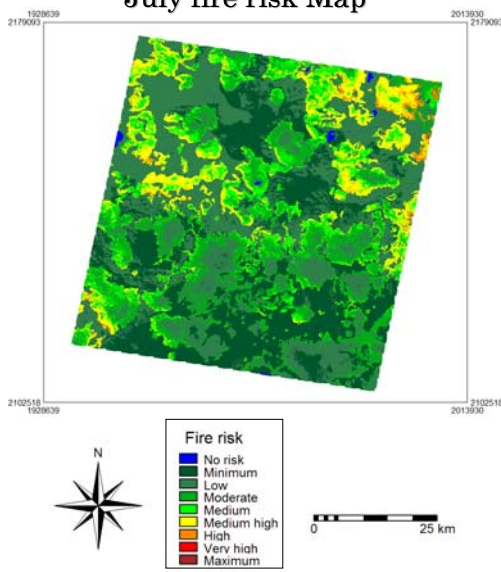 July fire risk Map
1928639
2013930
2179093
2179093
2102518
2102518
1928639
2013930
N
Fire risk
No risk
Minimum
Low
Moderate
Medium
Medium high
High
Very high
Maximum
0
25 km